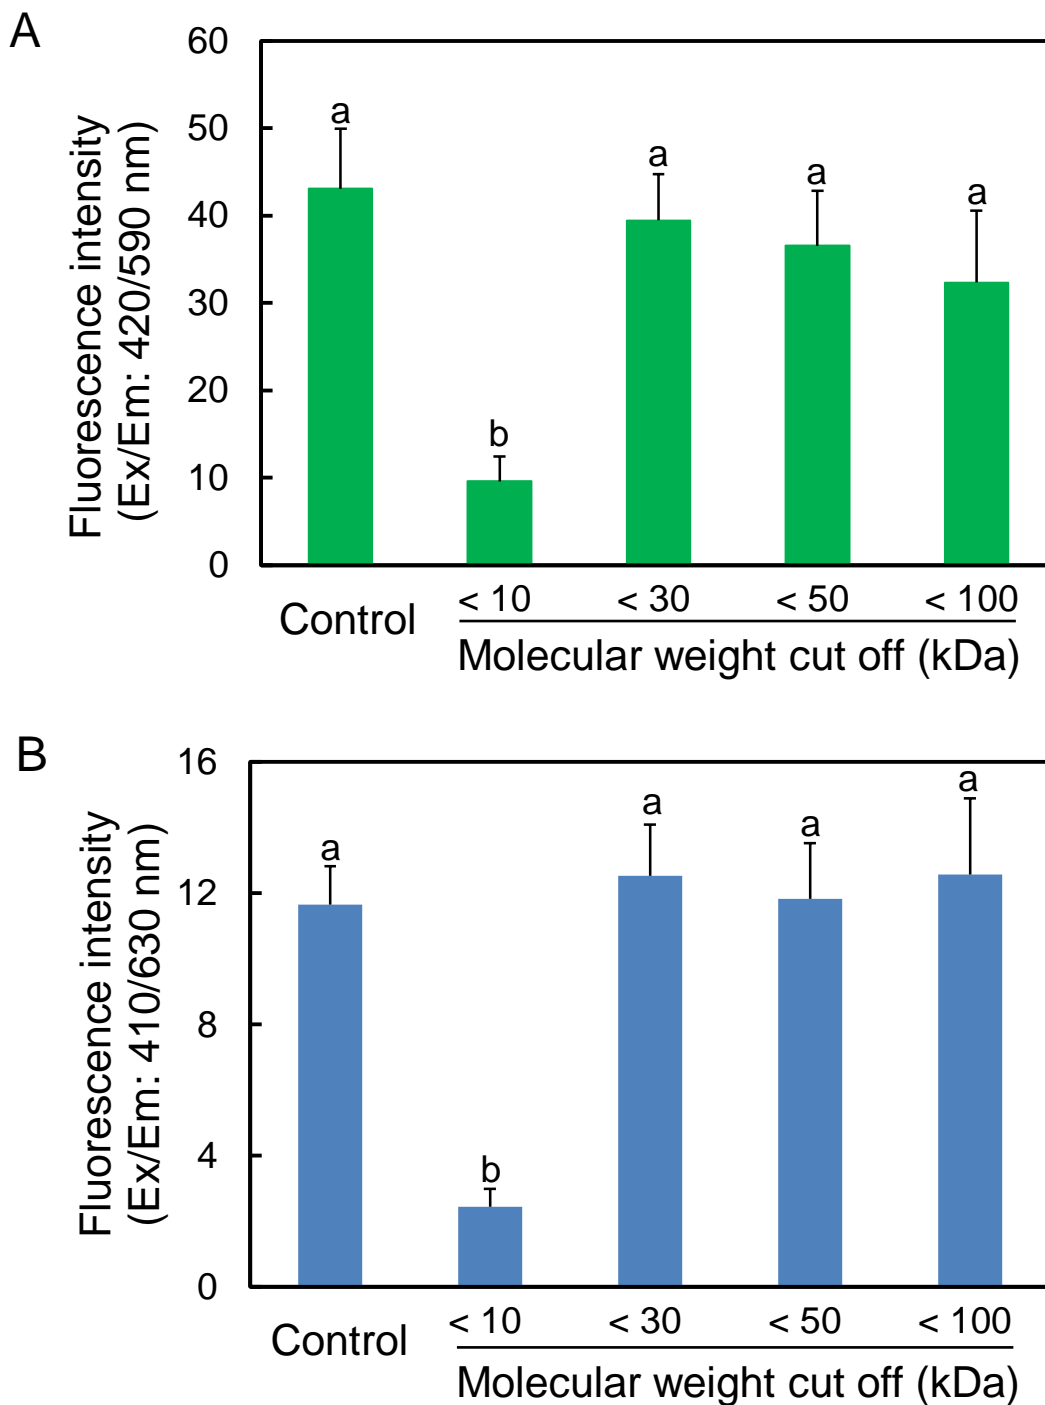 A
Fluorescence intensity
(Ex/Em: 420/590 nm)
60
50
40
30
20
10
0
a
b
a
a
a
Control
< 10
< 30
< 50
< 100
Molecular weight cut off (kDa)
B
Fluorescence intensity
(Ex/Em: 410/630 nm)
16
12
8
4
0
a
b
a
a
a
Control
< 10
< 30
< 50
< 100
Molecular weight cut off (kDa)